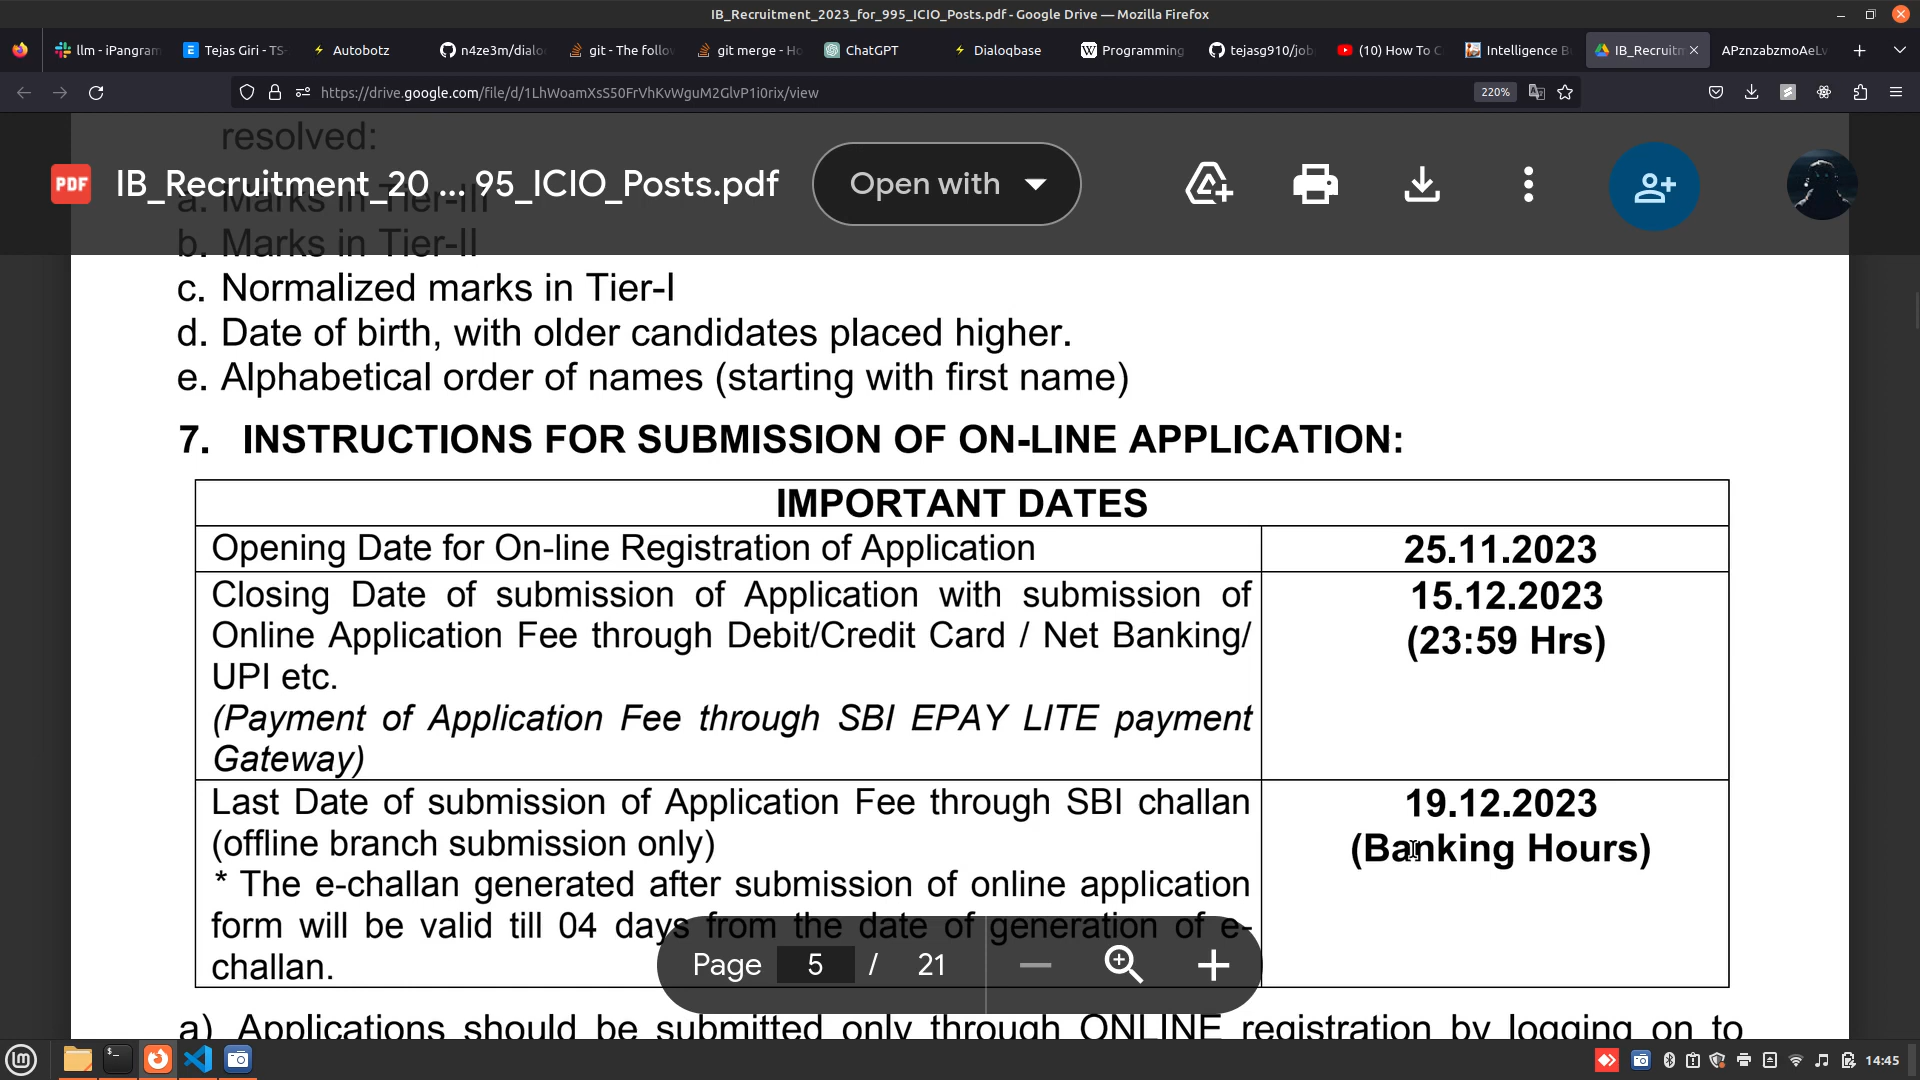 IB_Recruitment_2023_for_995_ICIO_Posts.pdf - Google Drive — Mozilla Firefox
llm - iPangram
Tejas Giri - TS-
Autobotz
n4ze3m/dialo
git - The follov
git merge - Ho
ChatGPT
Dialoqbase
Programming
tejasg910/job
(10) How To C
Intelligence B
IB_Recruitm
APznzabzmoAeLv
220%
resolved:
PDF
IB_Recruitment_20 ... 95_ICIO_Posts.pdf
Open with
a. Marks in Tier-III
b. Marks in Tier-II
c. Normalized marks in Tier-I
d. Date of birth, with older candidates placed higher.
e. Alphabetical order of names (starting with first name)
7. INSTRUCTIONS FOR SUBMISSION OF ON-LINE APPLICATION:
IMPORTANT DATES
Opening Date for On-line Registration of Application
25.11.2023
Closing Date of submission of Application with submission of
Online Application Fee through Debit/Credit Card / Net Banking/
UPI etc.
(Payment of Application Fee through SBI EPAY LITE payment
Gateway)
15.12.2023
(23:59 Hrs)
Last Date of submission of Application Fee through SBI challan
(offline branch submission only)
* The e-challan generated after submission of online application
form will be valid till 04 days from the date of generation of e-
challan.
19.12.2023
(Banking Hours)
Page 5 / 21
a) Applications should be submitted only through ONLINE registration by logging on to
14:45